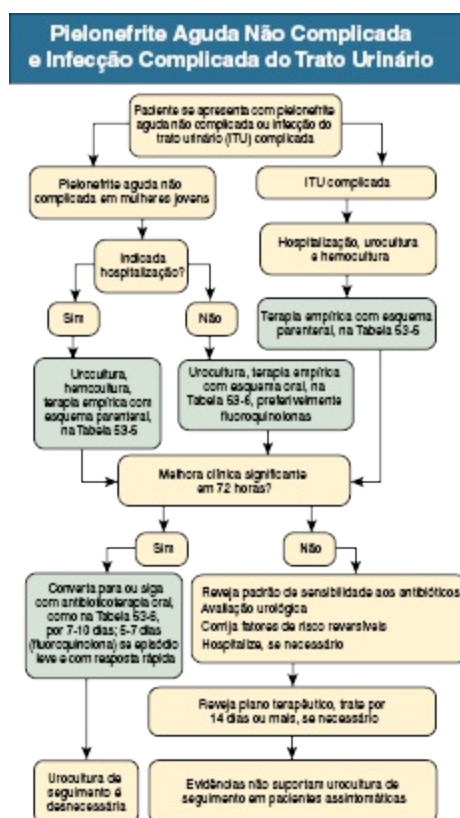 Pielonefrite Aguda Não Complicada
e Infecção Complicada do Trato Urinário
Paciente se apresenta com pielonefrite
aguda não complicada ou infecção do
trato urinário (ITU) complicada
Pielonefrite aguda não
complicada em mulheres jovens
ITU complicada
Indicada
hospitalização?
Hospitalização, urocultura
e hemocultura
Sim
Não
Terapia empírica com esquema
parenteral, na Tabela 53-5
Urocultura,
hemocultura,
terapia empírica com
esquema parenteral,
na Tabela 53-5
Urocultura, terapia empírica
com esquema oral, na
Tabela 53-6, preferivelmente
fluoroquinolonas
Melhora clínica significante
em 72 horas?
Sim
Não
Converta para ou siga
com antibioticoterapia oral,
como na Tabela 53-6,
por 7-10 dias; 5-7 dias
(fluorquinolona) se episódio
leve e com resposta rápida
Reveja padrão de sensibilidade aos antibióticos
Avaliação urológica
Corrija fatores de risco reversíveis
Hospitalize, se necessário
Reveja plano terapêutico, trate por
14 dias ou mais, se necessário
Urocultura de
seguimento é
desnecessária
Evidências não suportam urocultura de
seguimento em pacientes assintomáticas